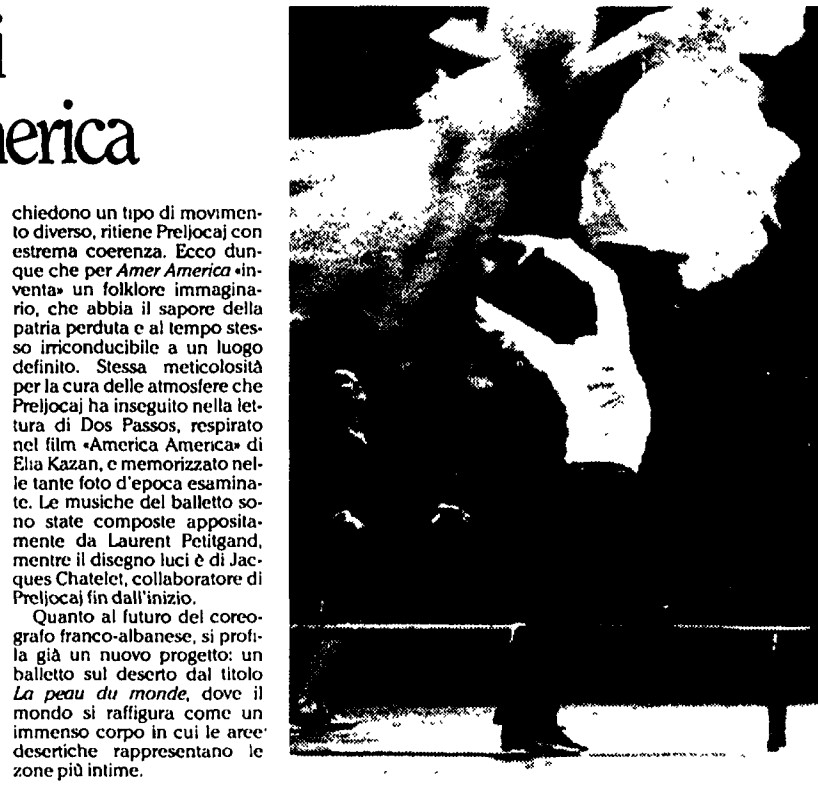 i
nerica
chiedono un tipo di movimen-
to diverso, ritiene Preljocaj con
estrema coerenza. Ecco dun-
que che per Amer America «in-
venta» un folklore immagina-
rio, che abbia il sapore della
patria perduta e al tempo stes-
so irriconducibile a un luogo
definito. Stessa meticolosità
per la cura delle atmosfere che
Preljocaj ha inseguito nella let-
tura di Dos Passos, respirato
nel film «America America» di
Elia Kazan, e memorizzato nel-
le tante foto d'epoca esamina-
te. Le musiche del balletto so-
no state composte apposita-
mente da Laurent Petitgand,
mentre il disegno luci è di Jac-
ques Chatelet, collaboratore di
Preljocaj fin dall'inizio.
Quanto al futuro del coreo-
grafo franco-albanese, si profi-
la già un nuovo progetto: un
balletto sul deserto dal titolo
La peau du monde, dove il
mondo si raffigura come un
immenso corpo in cui le aree
desertiche rappresentano le
zone più intime.